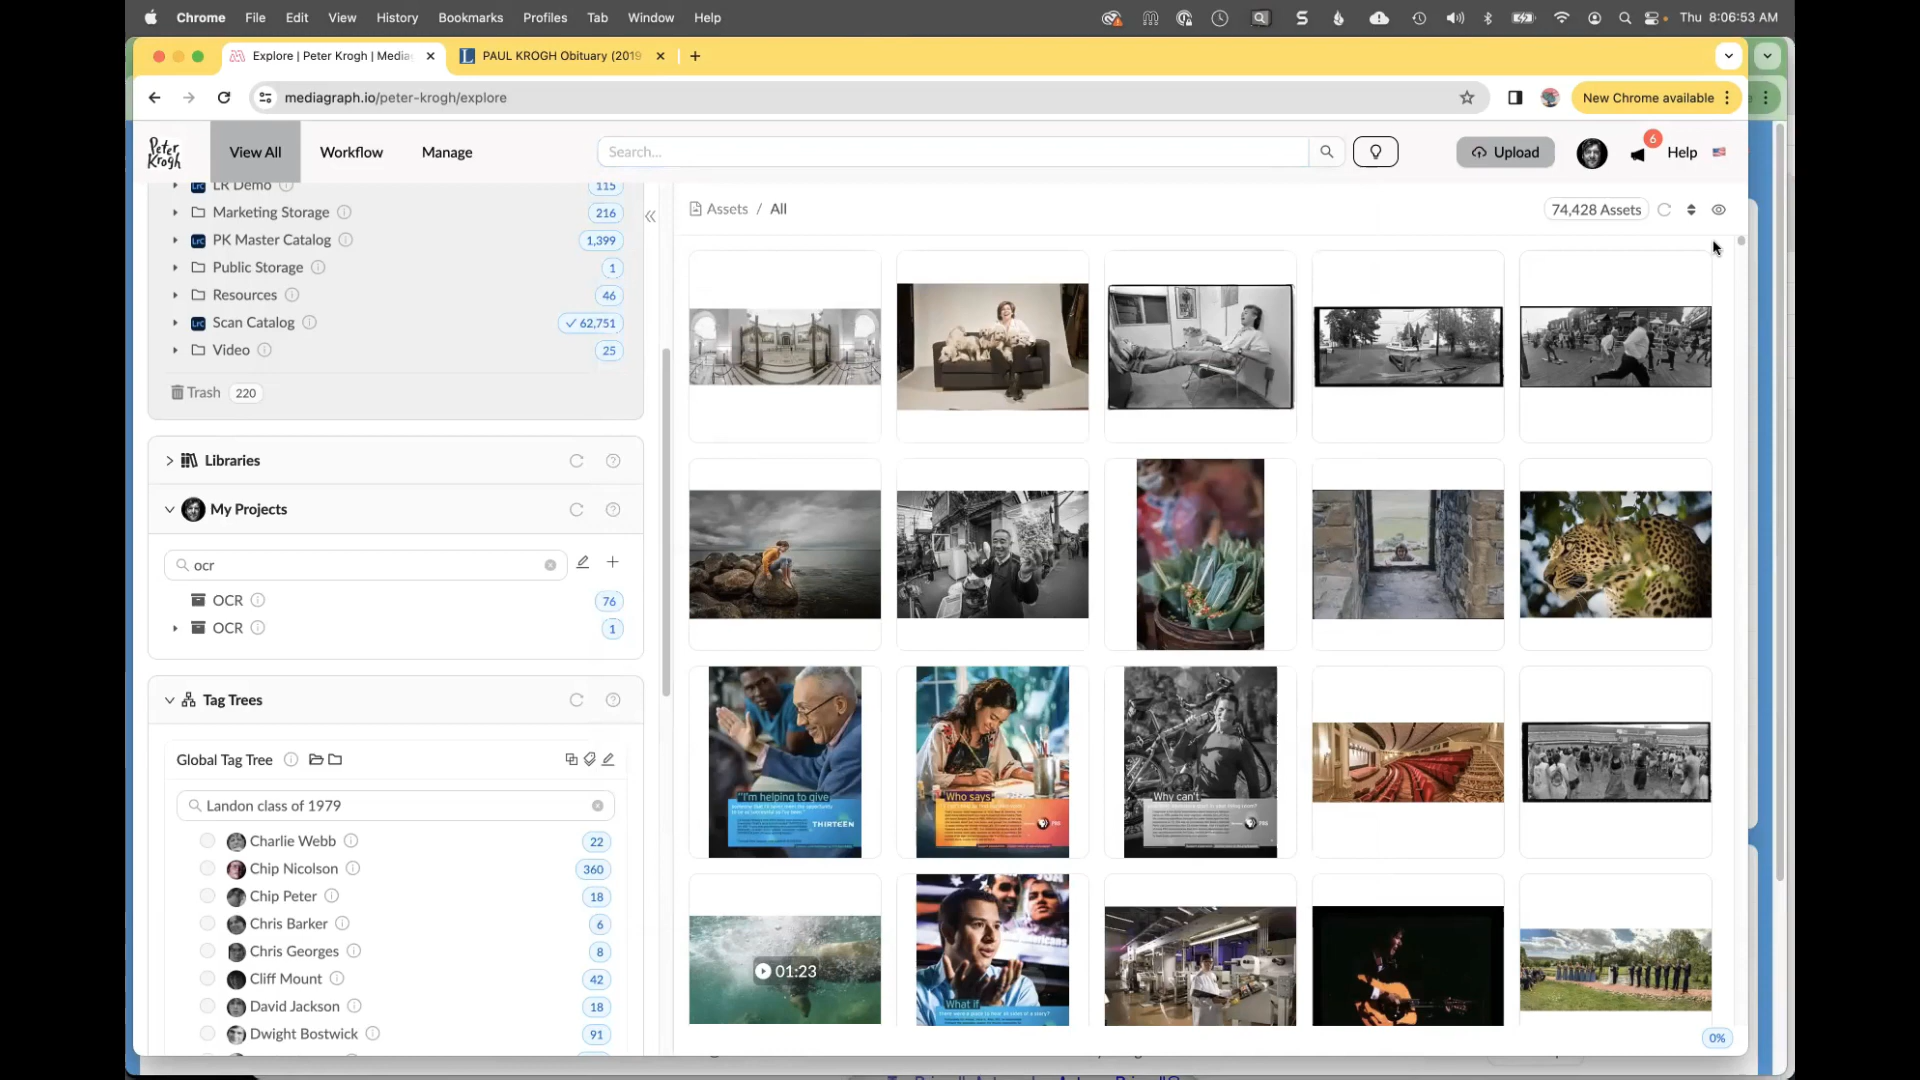 Chrome File Edit View History Bookmarks Profiles Tab Window Help Thu 8:06:53 AM
Explore | Peter Krogh | Media
PAUL KROGH Obituary (2019
mediagraph.io/peter-krogh/explore
New Chrome available
Peter Krogh
View All Workflow Manage
Search...
Upload
6
Help
LR Demo 115
Marketing Storage 216
PK Master Catalog 1,399
Public Storage 1
Resources 46
Scan Catalog 62,751
Video 25
Trash 220
Libraries
My Projects
ocr
OCR 76
OCR 1
Tag Trees
Global Tag Tree
Landon class of 1979
Charlie Webb 22
Chip Nicolson 360
Chip Peter 18
Chris Barker 6
Chris Georges 8
Cliff Mount 42
David Jackson 18
Dwight Bostwick 91
Assets / All
74,428 Assets
"I'm helping to give
THIRTEEN
Who says
PBS
Why can't
PBS
01:23
What if
0%